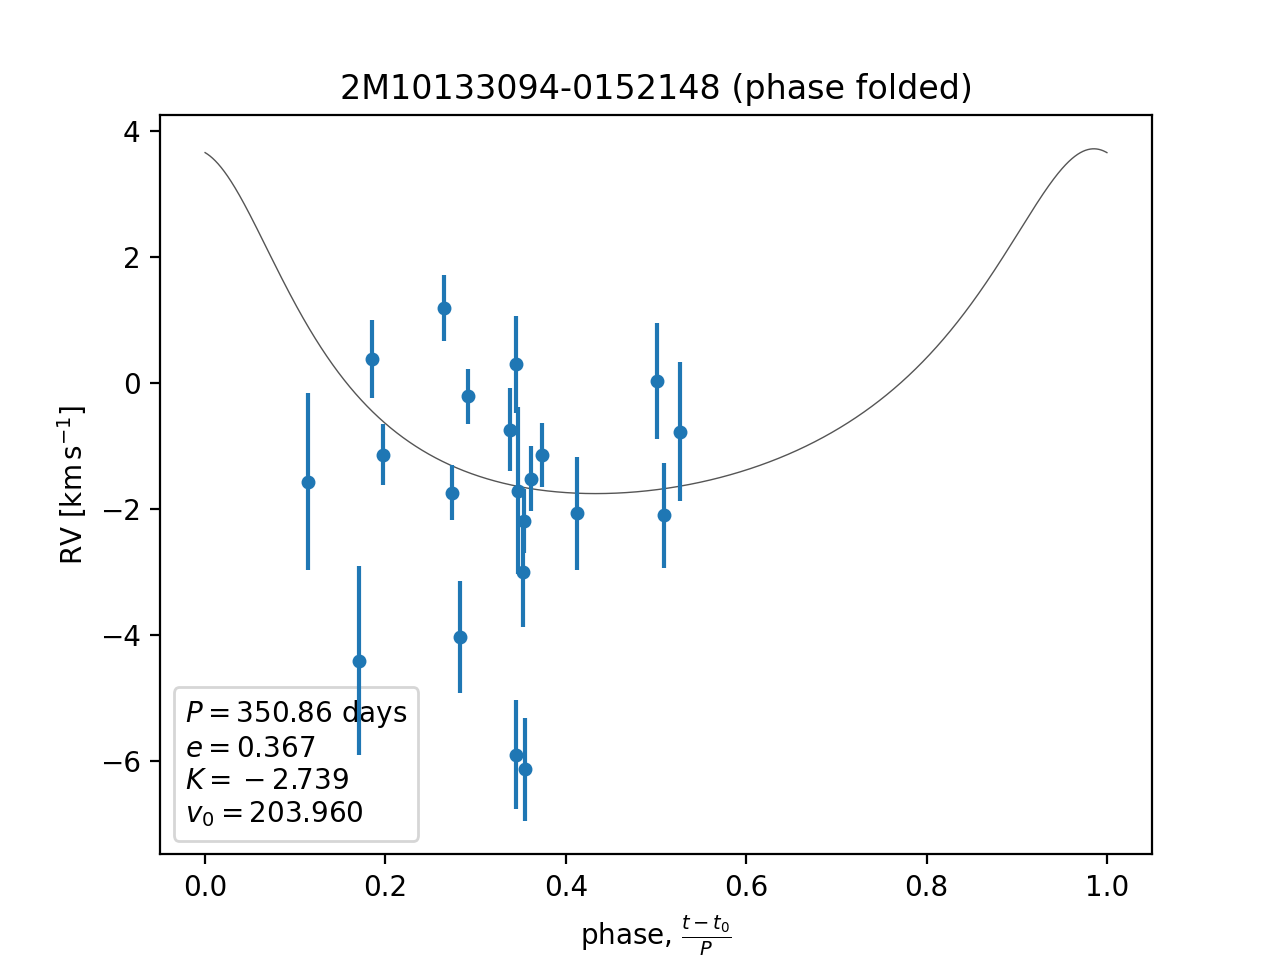 2M10133094-0152148 (phase folded)
4
2
0
−2
−4
−6
RV [km s⁻¹]
P = 350.86 days
e = 0.367
K = −2.739
v₀ = 203.960
0.0 0.2 0.4 0.6 0.8 1.0
phase, (t − t₀)/P